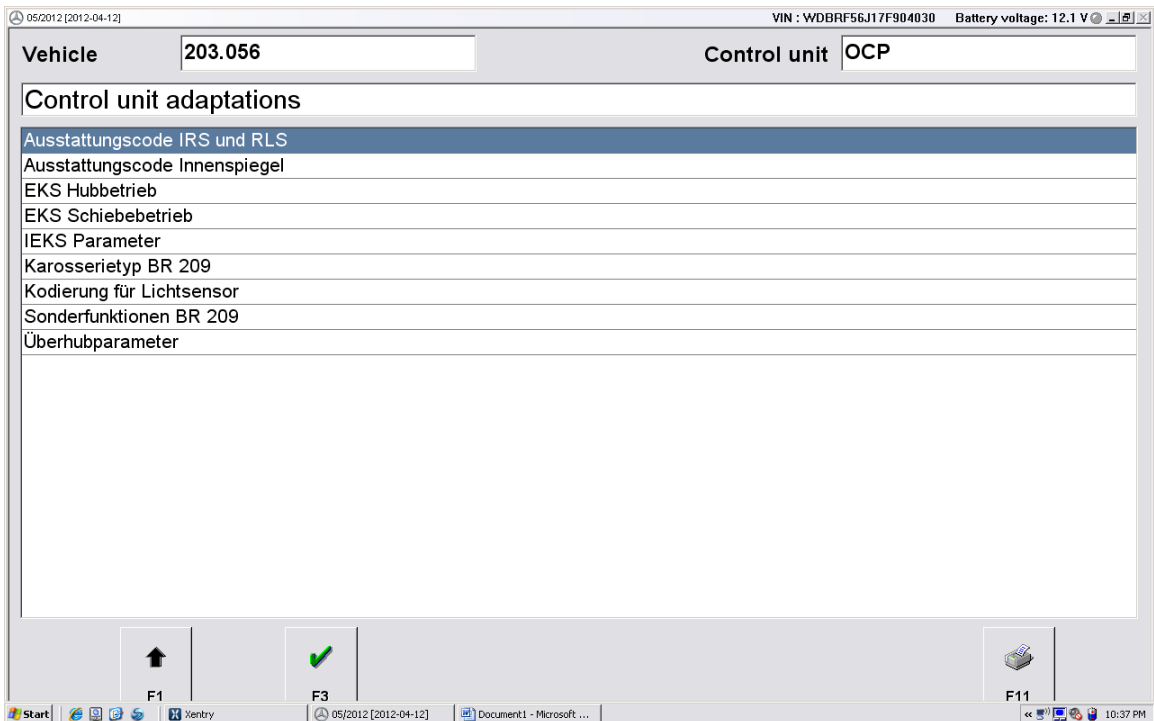 05/2012 [2012-04-12] VIN : WDBRF56J17F904030 Battery voltage: 12.1 V
Vehicle 203.056 Control unit OCP
Control unit adaptations
Ausstattungscode IRS und RLS
Ausstattungscode Innenspiegel
EKS Hubbetrieb
EKS Schiebebetrieb
IEKS Parameter
Karosserietyp BR 209
Kodierung für Lichtsensor
Sonderfunktionen BR 209
Überhubparameter
F1 F3 F11
Start Xentry 05/2012 [2012-04-12] Document1 - Microsoft ... « 10:37 PM